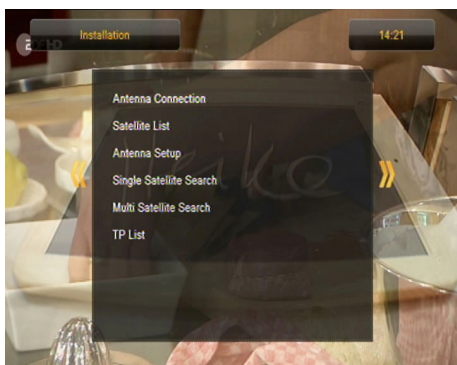 Installation
14:21
Antenna Connection
Satellite List
Antenna Setup
Single Satellite Search
Multi Satellite Search
TP List